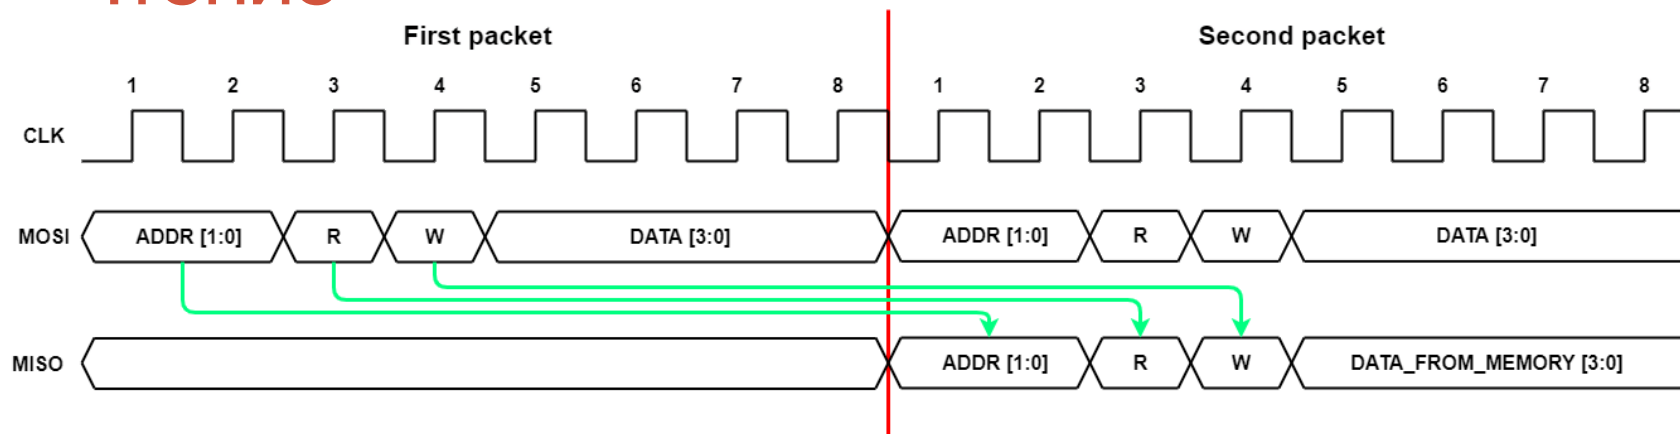 First packet Second packet
1 2 3 4 5 6 7 8 1 2 3 4 5 6 7 8
CLK
MOSI ADDR [1:0] R W DATA [3:0] ADDR [1:0] R W DATA [3:0]
MISO ADDR [1:0] R W DATA_FROM_MEMORY [3:0]